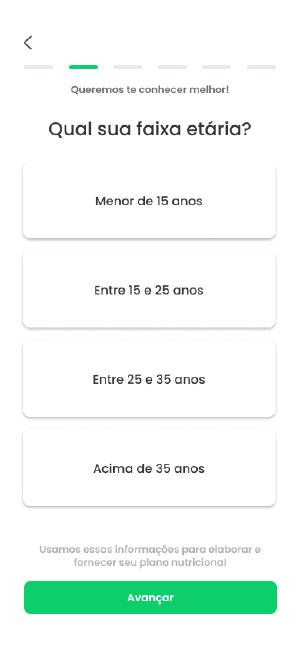 Queremos te conhecer melhor!
Qual sua faixa etária?
Menor de 15 anos
Entre 15 e 25 anos
Entre 25 e 35 anos
Acima de 35 anos
Usamos essas informações para elaborar e
fornecer seu plano nutricional
Avançar